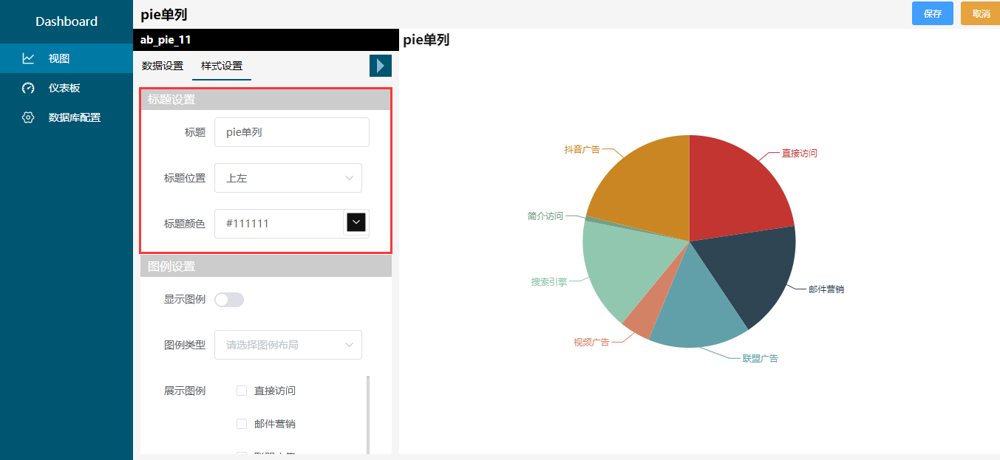 Dashboard
视图
仪表板
数据库配置
pie单列
保存
取消
ab_pie_11
数据设置
样式设置
标题设置
标题
pie单列
标题位置
上左
标题颜色
#111111
图例设置
显示图例
图例类型
请选择图例布局
展示图例
直接访问
邮件营销
pie单列
抖音广告
直接访问
简介访问
搜索引擎
邮件营销
视频广告
联盟广告